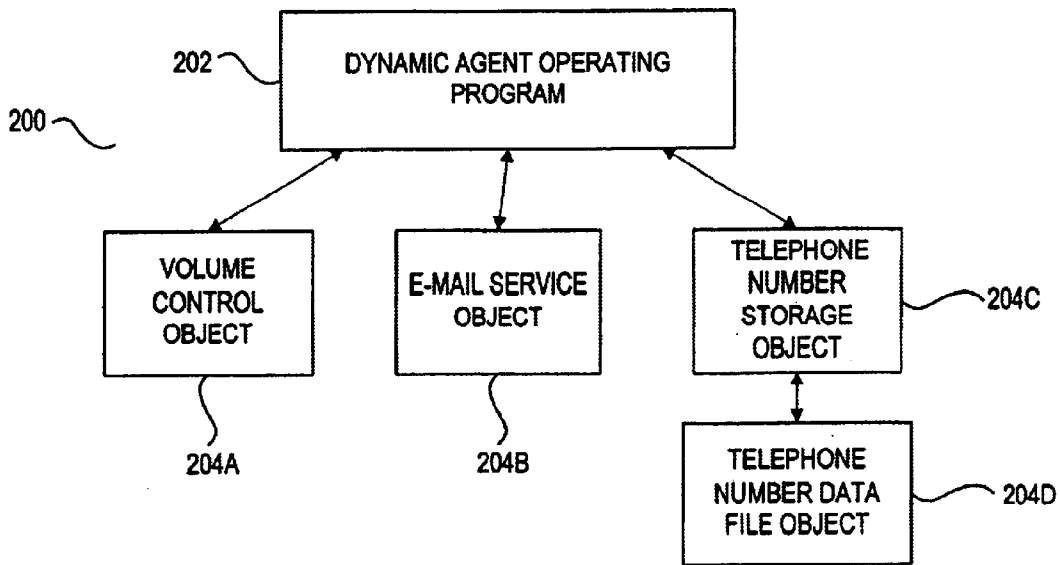 202
DYNAMIC AGENT OPERATING
PROGRAM
200
VOLUME
CONTROL
OBJECT
E-MAIL SERVICE
OBJECT
TELEPHONE
NUMBER
STORAGE
OBJECT
204C
204A
204B
TELEPHONE
NUMBER DATA
FILE OBJECT
204D